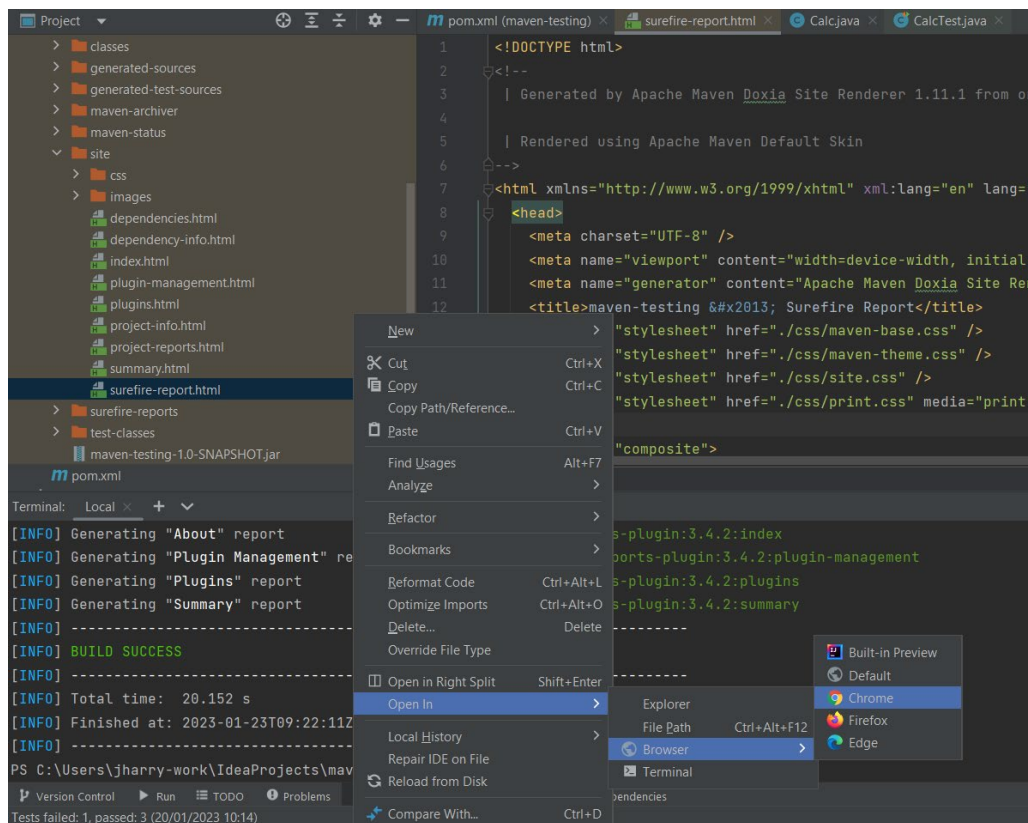 Project
pom.xml (maven-testing)
surefire-report.html
Calc.java
CalcTest.java
classes
generated-sources
generated-test-sources
maven-archiver
maven-status
site
css
images
dependencies.html
dependency-info.html
index.html
plugin-management.html
plugins.html
project-info.html
project-reports.html
summary.html
surefire-report.html
surefire-reports
test-classes
maven-testing-1.0-SNAPSHOT.jar
pom.xml
1 <!DOCTYPE html>
2 <!--
3 | Generated by Apache Maven Doxia Site Renderer 1.11.1 from o
4
5 | Rendered using Apache Maven Default Skin
6 -->
7 <html xmlns="http://www.w3.org/1999/xhtml" xml:lang="en" lang=
8 <head>
9 <meta charset="UTF-8" />
10 <meta name="viewport" content="width=device-width, initial
11 <meta name="generator" content="Apache Maven Doxia Site Re
12 <title>maven-testing &#x2013; Surefire Report</title>
"stylesheet" href="./css/maven-base.css" />
"stylesheet" href="./css/maven-theme.css" />
"stylesheet" href="./css/site.css" />
"stylesheet" href="./css/print.css" media="print
"composite">
New
Cut Ctrl+X
Copy Ctrl+C
Copy Path/Reference...
Paste Ctrl+V
Find Usages Alt+F7
Analyze
Refactor
Bookmarks
Reformat Code Ctrl+Alt+L
Optimize Imports Ctrl+Alt+O
Delete... Delete
Override File Type
Open in Right Split Shift+Enter
Open In
Local History
Repair IDE on File
Reload from Disk
Compare With... Ctrl+D
Explorer
File Path Ctrl+Alt+F12
Browser
Terminal
Built-in Preview
Default
Chrome
Firefox
Edge
Terminal: Local
[INFO] Generating "About" report s-plugin:3.4.2:index
[INFO] Generating "Plugin Management" re ports-plugin:3.4.2:plugin-management
[INFO] Generating "Plugins" report s-plugin:3.4.2:plugins
[INFO] Generating "Summary" report s-plugin:3.4.2:summary
[INFO] ------------------------------------------------------------------------
[INFO] BUILD SUCCESS
[INFO] ------------------------------------------------------------------------
[INFO] Total time: 20.152 s
[INFO] Finished at: 2023-01-23T09:22:11Z
[INFO] ----------------------------------
PS C:\Users\jharry-work\IdeaProjects\mav
Version Control Run TODO Problems pendencies
Tests failed: 1, passed: 3 (20/01/2023 10:14)